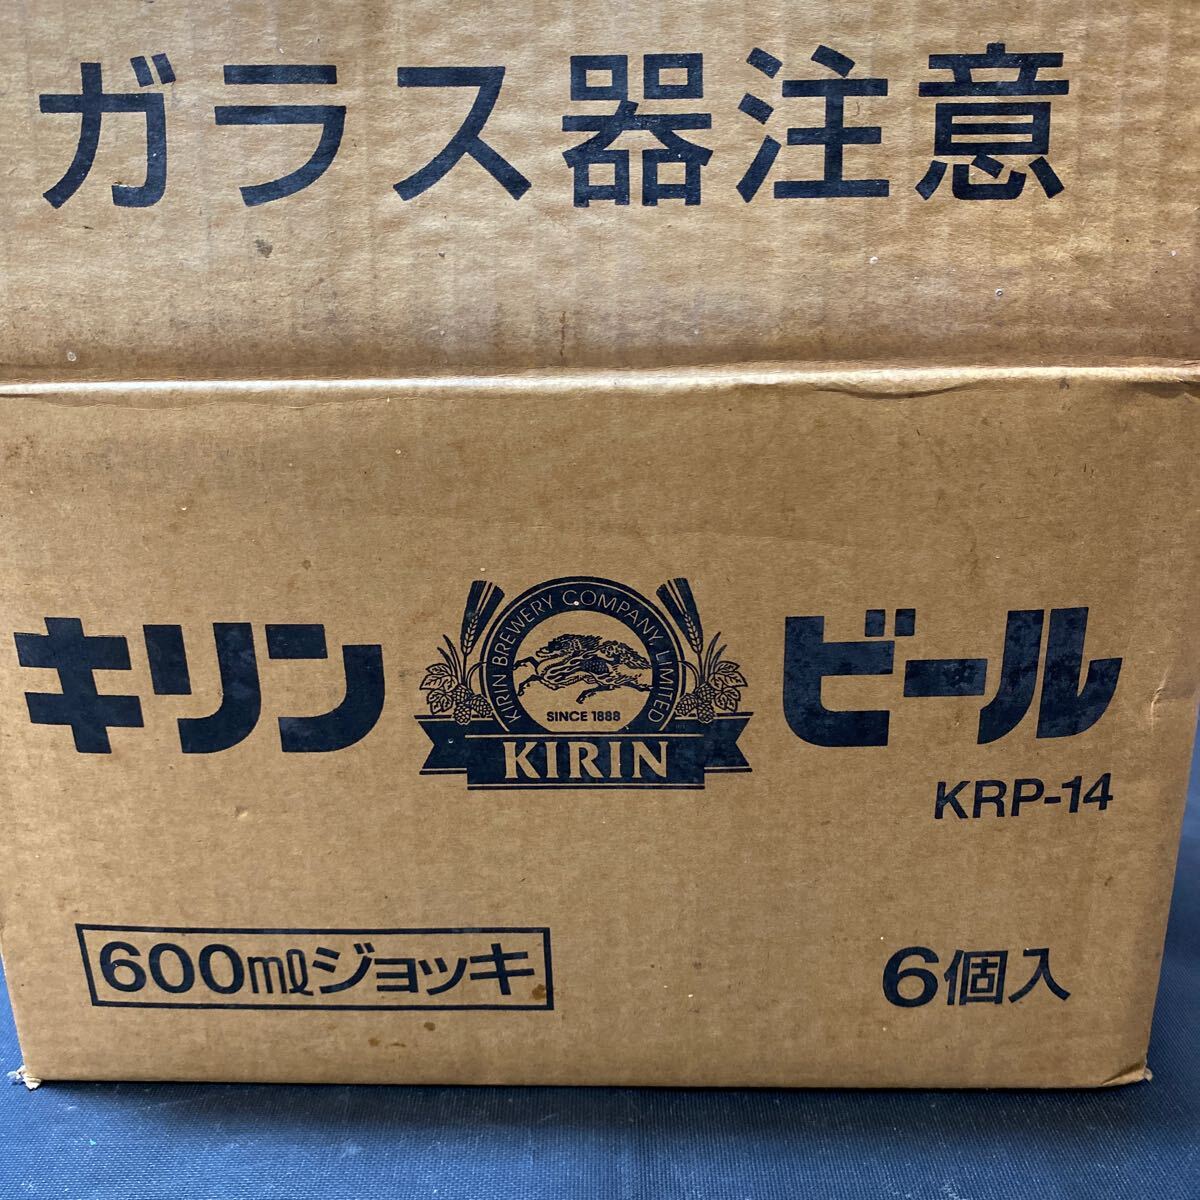 ガラス器注意
キリン
KIRIN BREWERY COMPANY, LIMITED
SINCE 1888
KIRIN
ビール
KRP-14
600mlジョッキ
6個入